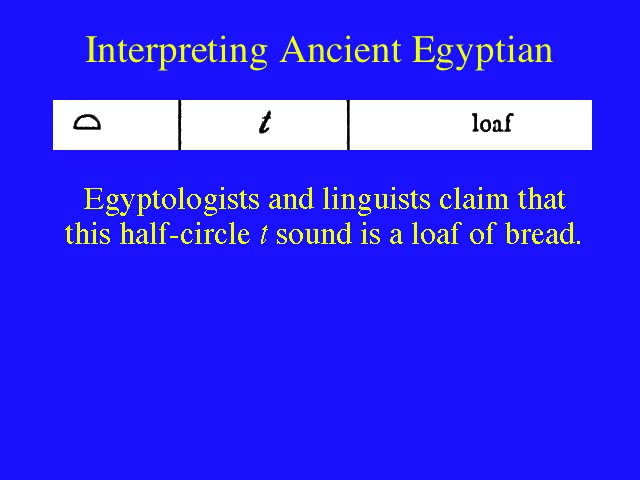 Interpreting Ancient Egyptian
𓏏 t loaf
Egyptologists and linguists claim that
this half-circle t sound is a loaf of bread.